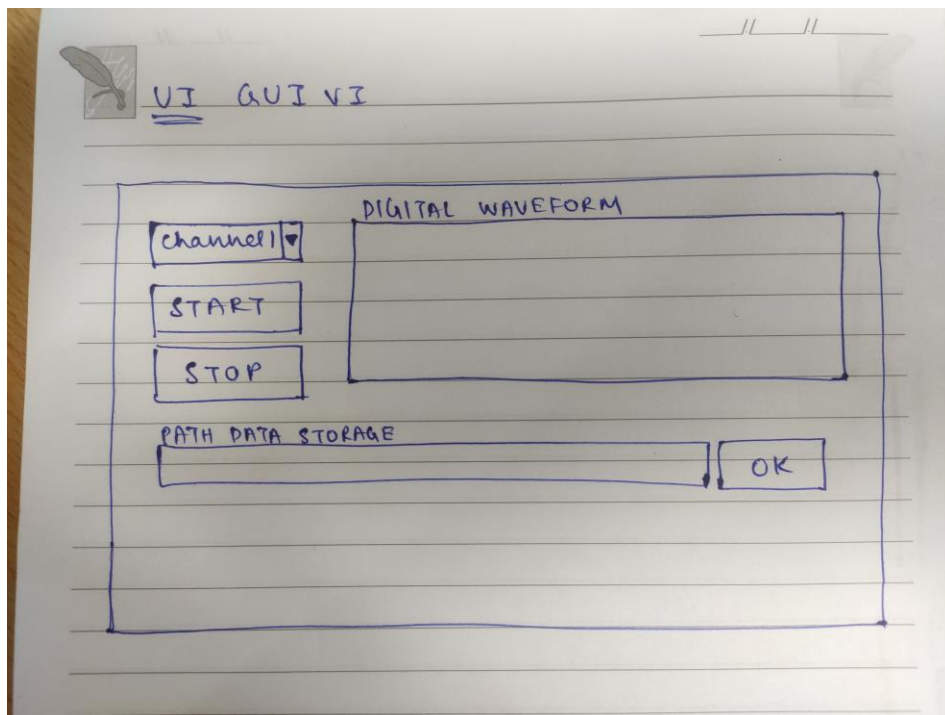 UI GUI VI
DIGITAL WAVEFORM
channel1
START
STOP
PATH DATA STORAGE
OK